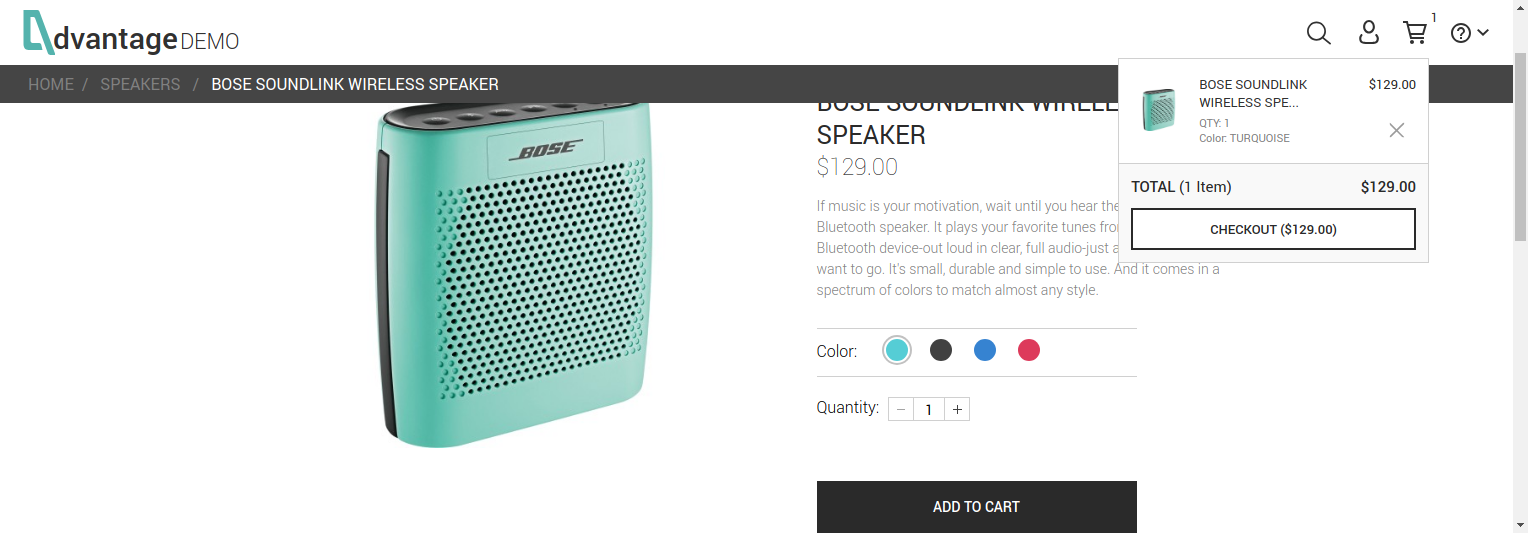 dvantage DEMO
1
HOME / SPEAKERS / BOSE SOUNDLINK WIRELESS SPEAKER
BOSE SOUNDLINK
WIRELESS SPE...
$129.00
QTY: 1
Color: TURQUOISE
TOTAL (1 Item) $129.00
CHECKOUT ($129.00)
BOSE
BOSE SOUNDLINK WIRELE
SPEAKER
$129.00
If music is your motivation, wait until you hear the
Bluetooth speaker. It plays your favorite tunes fro
Bluetooth device-out loud in clear, full audio-just a
want to go. It's small, durable and simple to use. And it comes in a
spectrum of colors to match almost any style.
Color:
Quantity: − 1 +
ADD TO CART